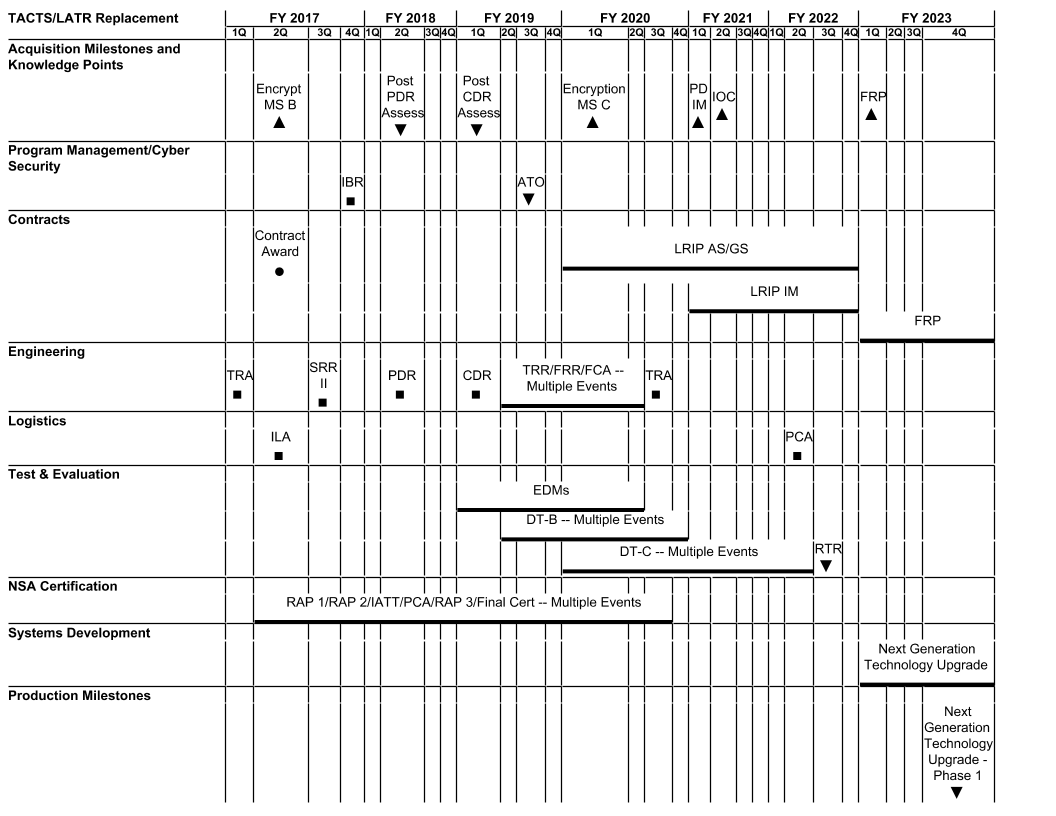 TACTS/LATR Replacement FY 2017 FY 2018 FY 2019 FY 2020 FY 2021 FY 2022 FY 2023
1Q 2Q 3Q 4Q 1Q 2Q 3Q 4Q 1Q 2Q 3Q 4Q 1Q 2Q 3Q 4Q 1Q 2Q 3Q 4Q 1Q 2Q 3Q 4Q 1Q 2Q 3Q 4Q
Acquisition Milestones and
Knowledge Points
Encrypt
MS B
Post
PDR
Assess
Post
CDR
Assess
Encryption
MS C
PD
IM
IOC
FRP
Program Management/Cyber
Security
IBR
ATO
Contracts
Contract
Award
LRIP AS/GS
LRIP IM
FRP
Engineering
TRA
SRR
II
PDR
CDR
TRR/FRR/FCA --
Multiple Events
TRA
Logistics
ILA
PCA
Test & Evaluation
EDMs
DT-B -- Multiple Events
DT-C -- Multiple Events
RTR
NSA Certification
RAP 1/RAP 2/IATT/PCA/RAP 3/Final Cert -- Multiple Events
Systems Development
Next Generation
Technology Upgrade
Production Milestones
Next
Generation
Technology
Upgrade -
Phase 1